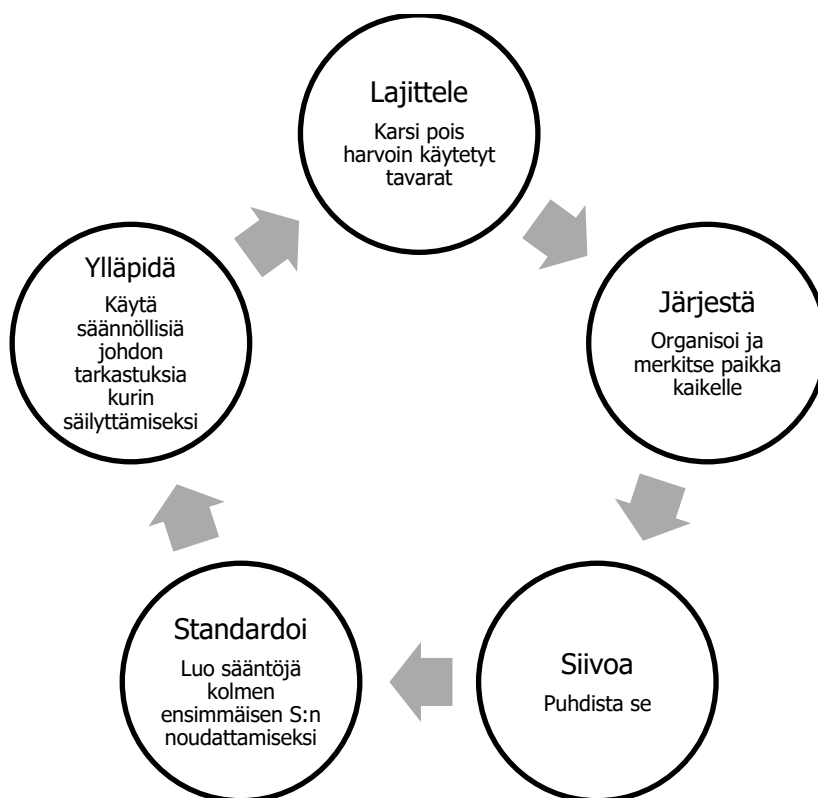 Lajittele
Karsi pois
harvoin käytetyt
tavarat
Järjestä
Organisoi ja
merkitse paikka
kaikelle
Siivoa
Puhdista se
Standardoi
Luo sääntöjä
kolmen
ensimmäisen S:n
noudattamiseksi
Ylläpidä
Käytä
säännöllisiä
johdon
tarkastuksia
kurin
säilyttämiseksi